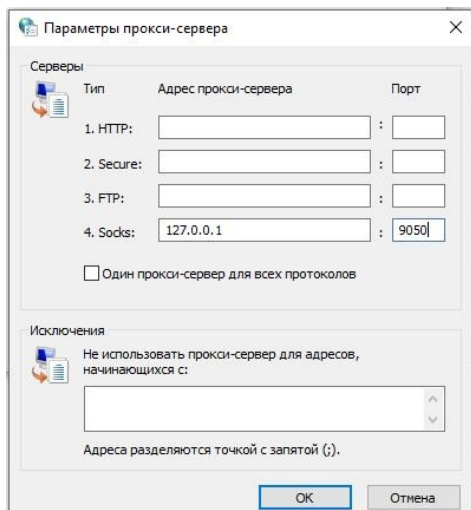 Параметры прокси-сервера
Серверы
Тип Адрес прокси-сервера Порт
1. HTTP: :
2. Secure: :
3. FTP: :
4. Socks: 127.0.0.1 : 9050
Один прокси-сервер для всех протоколов
Исключения
Не использовать прокси-сервер для адресов,
начинающихся с:
Адреса разделяются точкой с запятой (;).
ОК Отмена